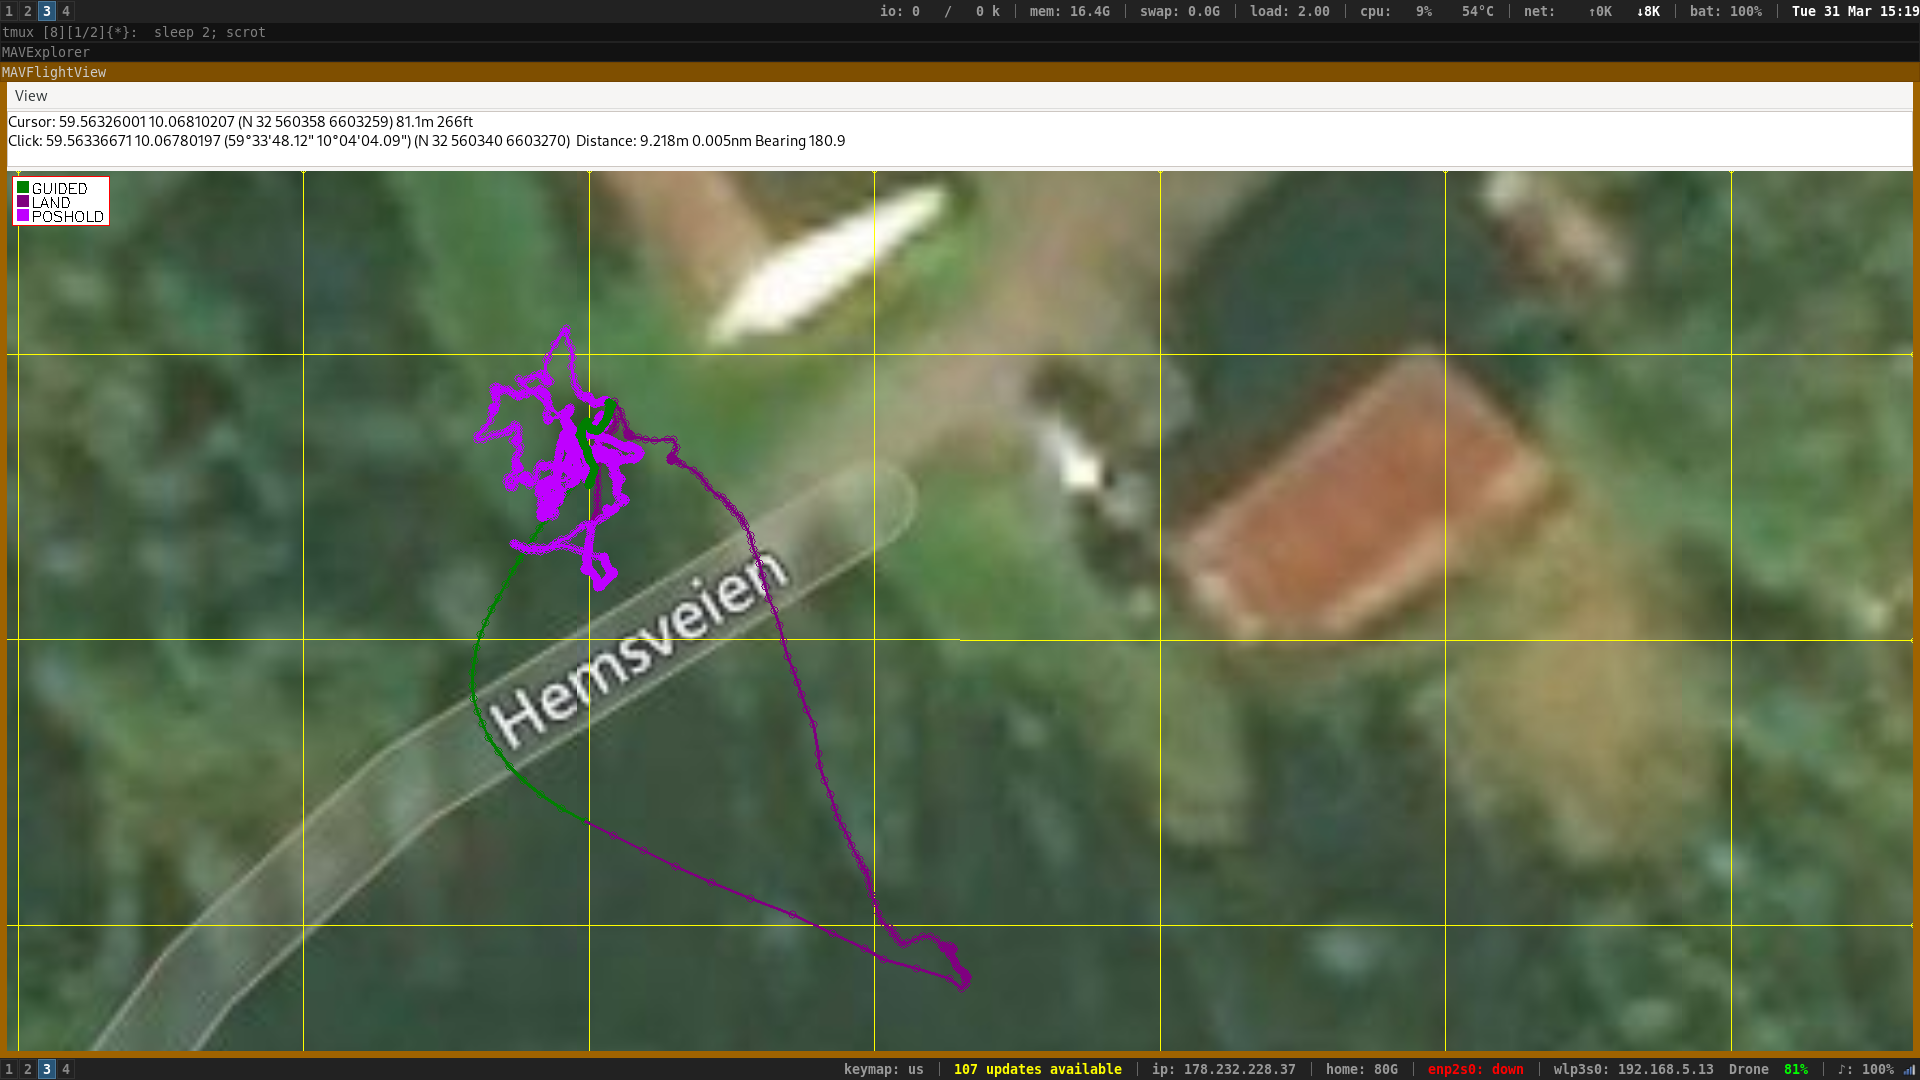 1 2 3 4 io: 0 / 0 k mem: 16.4G swap: 0.0G load: 2.00 cpu: 9% 54°C net: ↑0K ↓8K bat: 100% Tue 31 Mar 15:19
tmux [8][1/2]{*}: sleep 2; scrot
MAVExplorer
MAVFlightView
View
Cursor: 59.56326001 10.06810207 (N 32 560358 6603259) 81.1m 266ft
Click: 59.56336671 10.06780197 (59°33'48.12" 10°04'04.09") (N 32 560340 6603270) Distance: 9.218m 0.005nm Bearing 180.9
GUIDED
LAND
POSHOLD
Hemsveien
1 2 3 4 keymap: us 107 updates available ip: 178.232.228.37 home: 80G enp2s0: down wlp3s0: 192.168.5.13 Drone 81% ♪: 100%